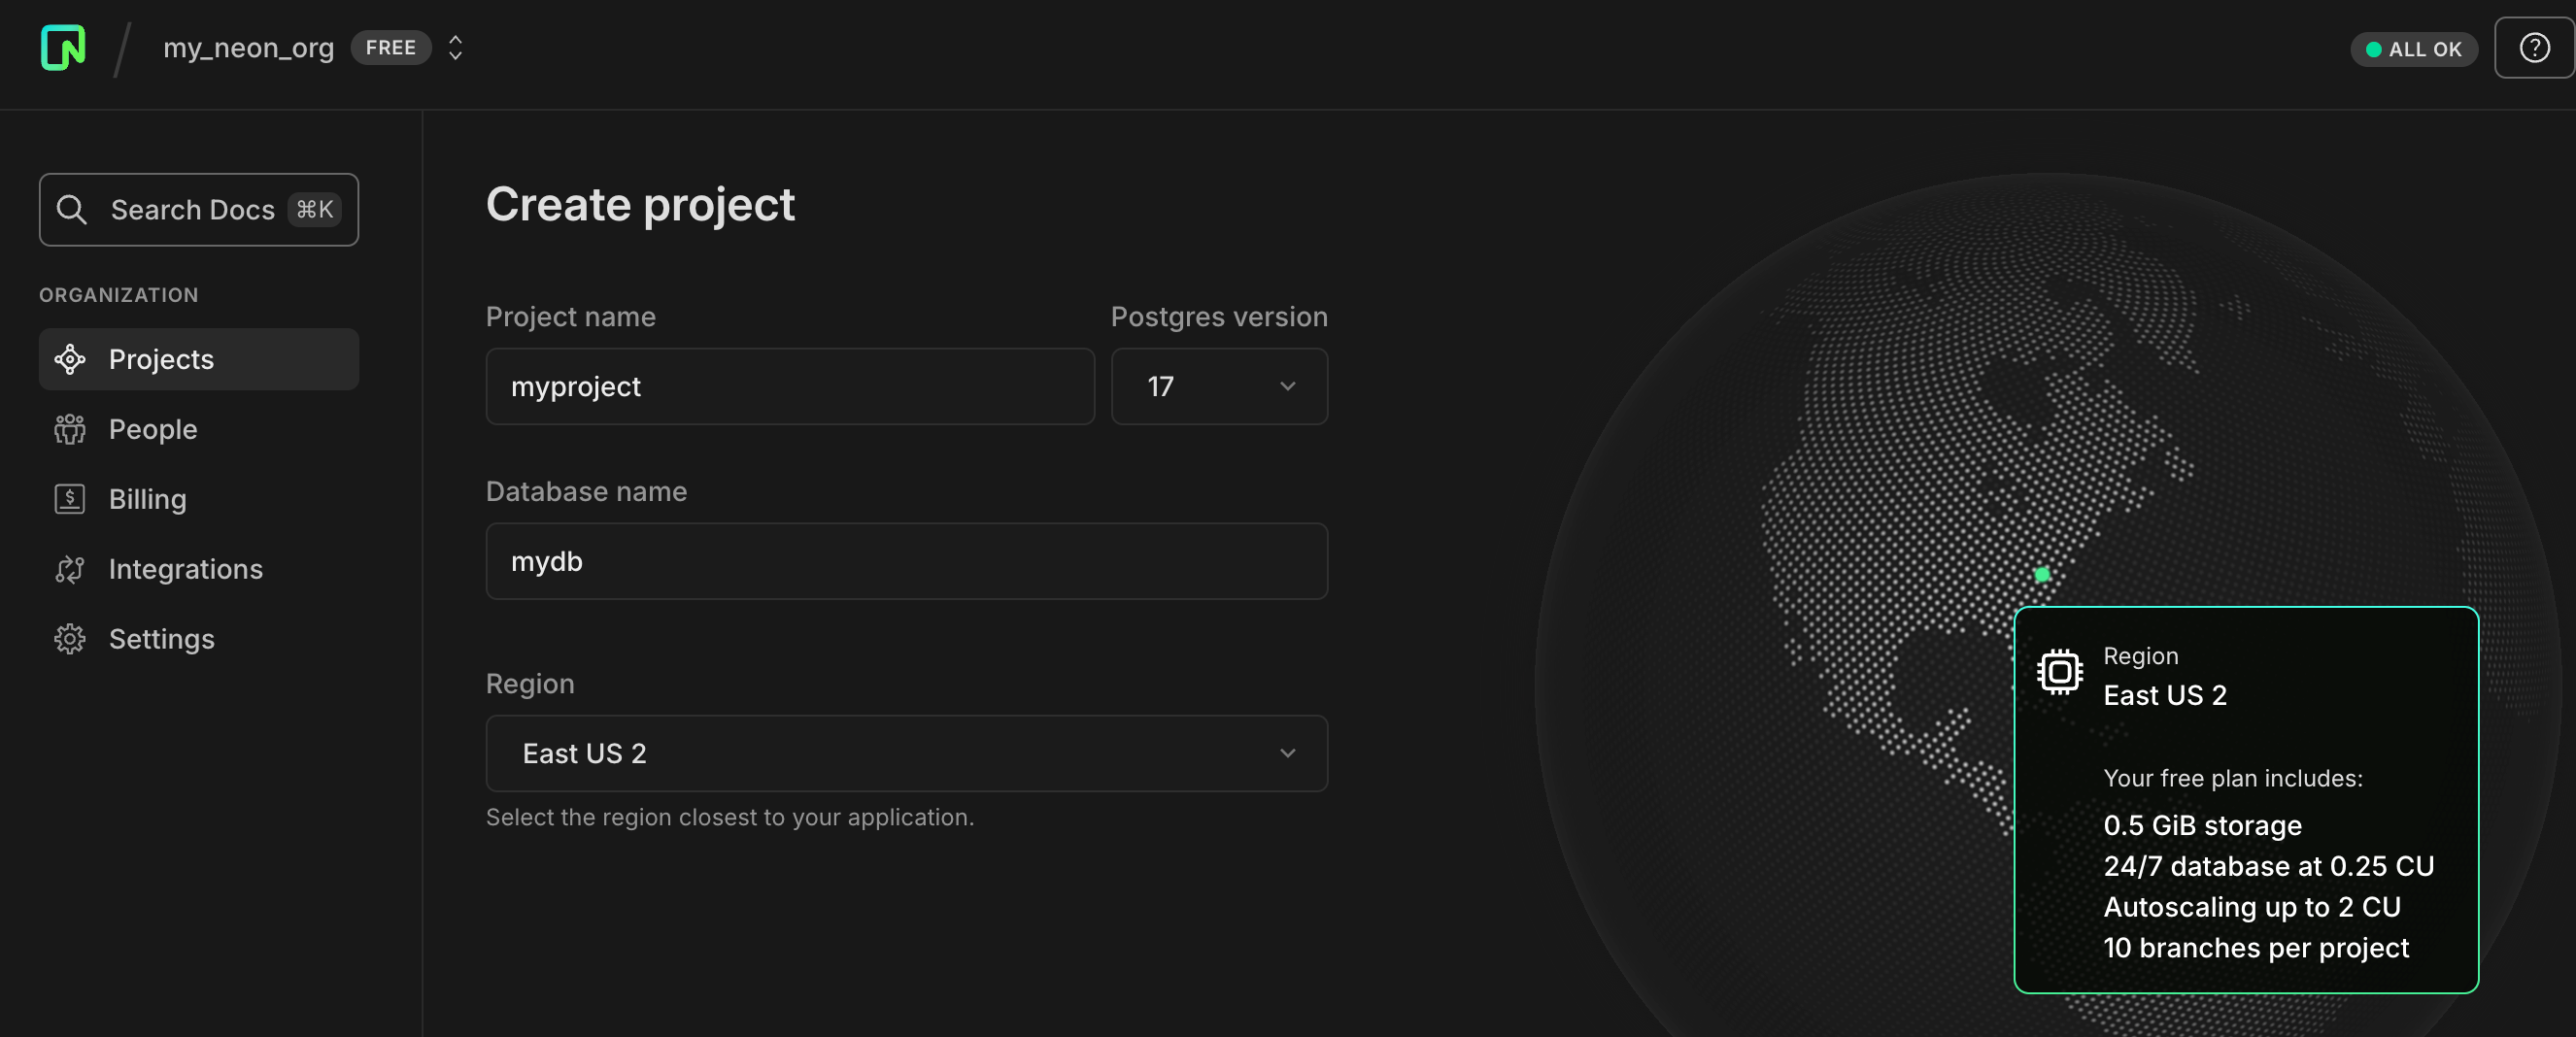 my_neon_org FREE
ALL OK
?
Search Docs ⌘K
ORGANIZATION
Projects
People
Billing
Integrations
Settings
Create project
Project name
myproject
Postgres version
17
Database name
mydb
Region
East US 2
Select the region closest to your application.
Region
East US 2
Your free plan includes:
0.5 GiB storage
24/7 database at 0.25 CU
Autoscaling up to 2 CU
10 branches per project